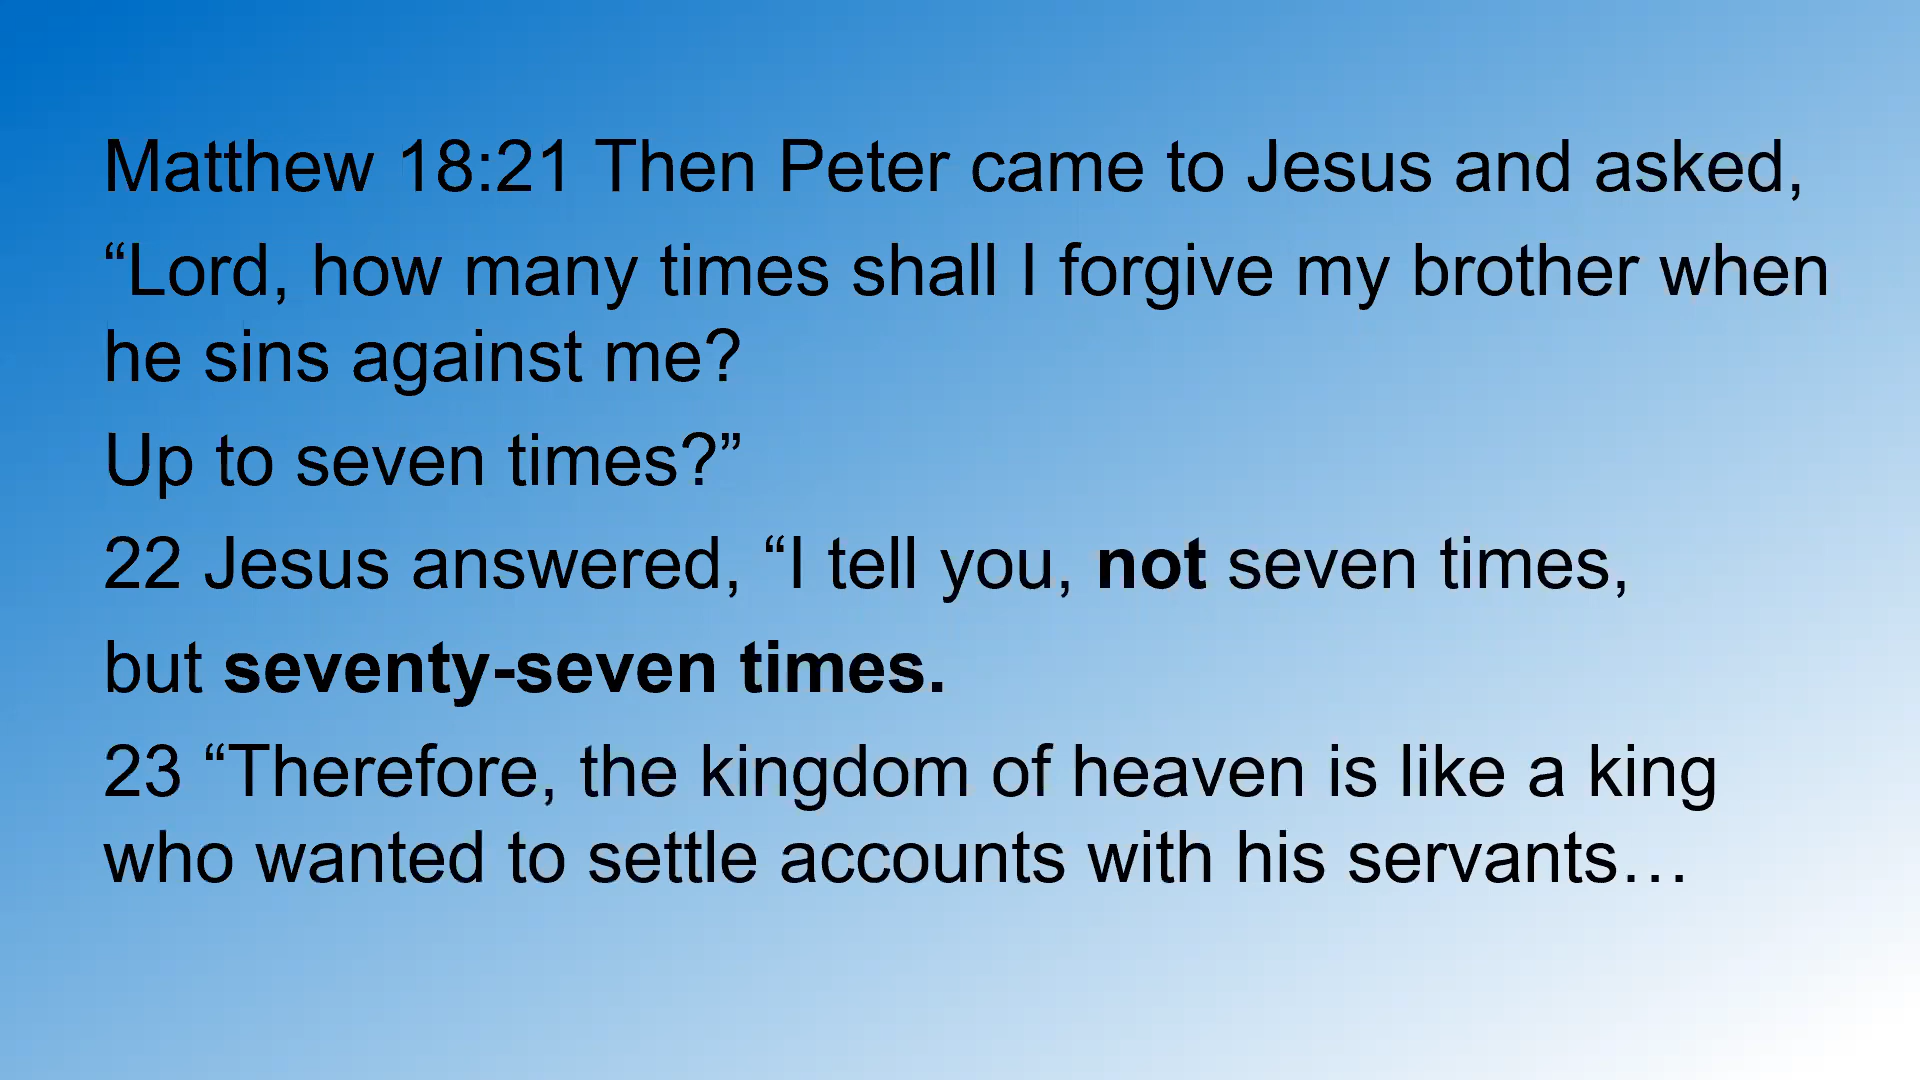 Matthew 18:21 Then Peter came to Jesus and asked,
“Lord, how many times shall I forgive my brother when
he sins against me?
Up to seven times?”
22 Jesus answered, “I tell you, not seven times,
but seventy-seven times.
23 “Therefore, the kingdom of heaven is like a king
who wanted to settle accounts with his servants…